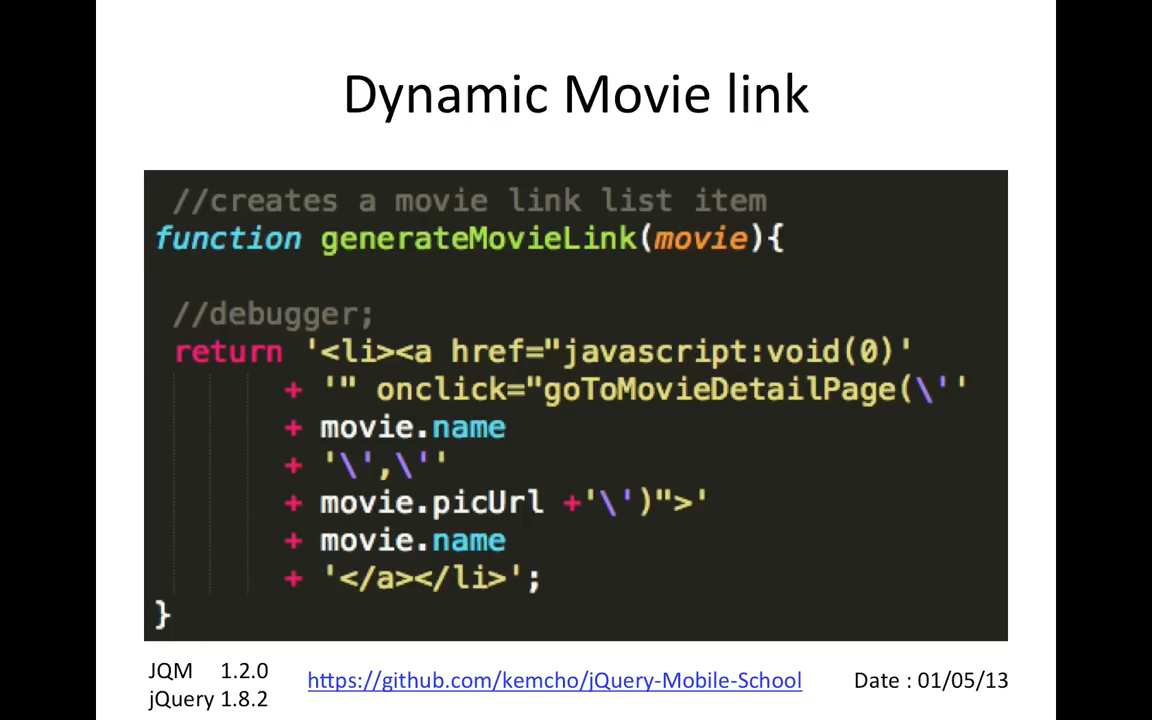 Dynamic Movie link
//creates a movie link list item
function generateMovieLink(movie){
//debugger;
return '<li><a href="javascript:void(0)'
+ '" onclick="goToMovieDetailPage(\''
+ movie.name
+ '\',\''
+ movie.picUrl +'\')">'
+ movie.name
+ '</a></li>';
}
JQM 1.2.0
jQuery 1.8.2
https://github.com/kemcho/jQuery-Mobile-School
Date : 01/05/13